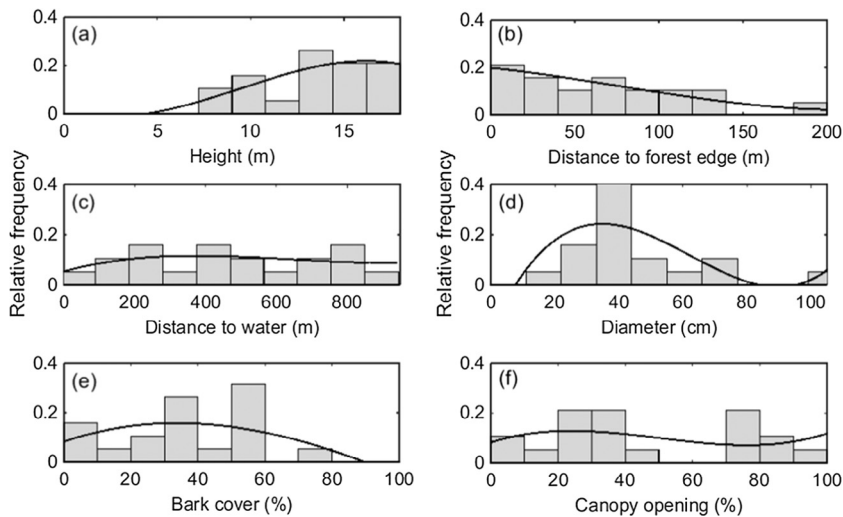 (a)
0.4
0.2
0
0 5 10 15
Height (m)
(b)
0.4
0.2
0
0 50 100 150 200
Distance to forest edge (m)
Relative frequency
(c)
0.4
0.2
0
0 200 400 600 800
Distance to water (m)
Relative frequency
(d)
0.4
0.2
0
0 20 40 60 80 100
Diameter (cm)
(e)
0.4
0.2
0
0 20 40 60 80 100
Bark cover (%)
(f)
0.4
0.2
0
0 20 40 60 80 100
Canopy opening (%)